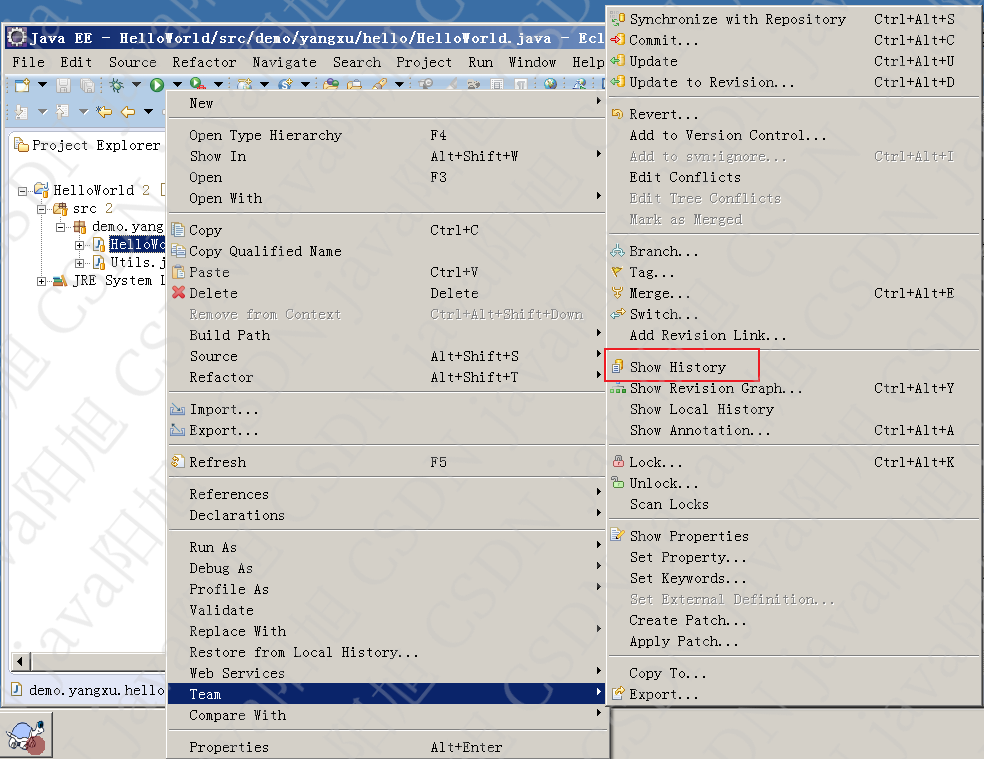 Java EE - HelloWorld/src/demo/yangxu/hello/HelloWorld.java - Ecl
File Edit Source Refactor Navigate Search Project Run Window Help
Project Explorer
HelloWorld 2 [
src 2
demo.yang
HelloWo
Utils.j
JRE System L
demo.yangxu.hello
New
Open Type Hierarchy F4
Show In Alt+Shift+W
Open F3
Open With
Copy Ctrl+C
Copy Qualified Name
Paste Ctrl+V
Delete Delete
Remove from Context Ctrl+Alt+Shift+Down
Build Path
Source Alt+Shift+S
Refactor Alt+Shift+T
Import...
Export...
Refresh F5
References
Declarations
Run As
Debug As
Profile As
Validate
Replace With
Restore from Local History...
Web Services
Team
Compare With
Properties Alt+Enter
Synchronize with Repository Ctrl+Alt+S
Commit... Ctrl+Alt+C
Update Ctrl+Alt+U
Update to Revision... Ctrl+Alt+D
Revert...
Add to Version Control...
Add to svn:ignore... Ctrl+Alt+I
Edit Conflicts
Edit Tree Conflicts
Mark as Merged
Branch...
Tag...
Merge... Ctrl+Alt+E
Switch...
Add Revision Link...
Show History
Show Revision Graph... Ctrl+Alt+Y
Show Local History
Show Annotation... Ctrl+Alt+A
Lock... Ctrl+Alt+K
Unlock...
Scan Locks
Show Properties
Set Property...
Set Keywords...
Set External Definition...
Create Patch...
Apply Patch...
Copy To...
Export...
CSDN java阳旭